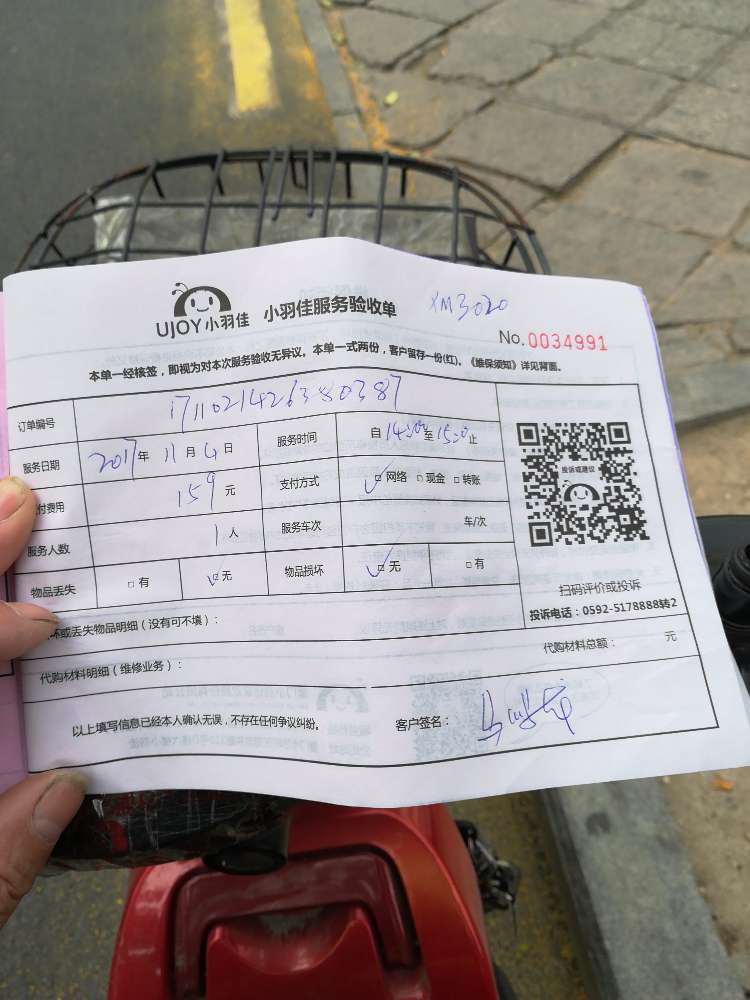 UJOY小羽佳 小羽佳服务验收单 XM3020
No.0034991
本单一经核签，即视为对本次服务验收无异议。本单一式两份，客户留存一份(红)。《维保须知》详见背面。
订单编号 1711021426380387
服务日期 2017年11月4日 服务时间 自14:30至15:30止
付费用 159元 支付方式 ☑网络 □现金 □转账
服务人数 1人 服务车次 车/次
物品丢失 □有 ☑无 物品损坏 ☑无 □有
投诉或建议
扫码评价或投诉
投诉电话：0592-5178888转2
坏或丢失物品明细（没有可不填）：
代购材料明细（维修业务）： 代购材料总额： 元
以上填写信息已经本人确认无误，不存在任何争议纠纷。 客户签名：